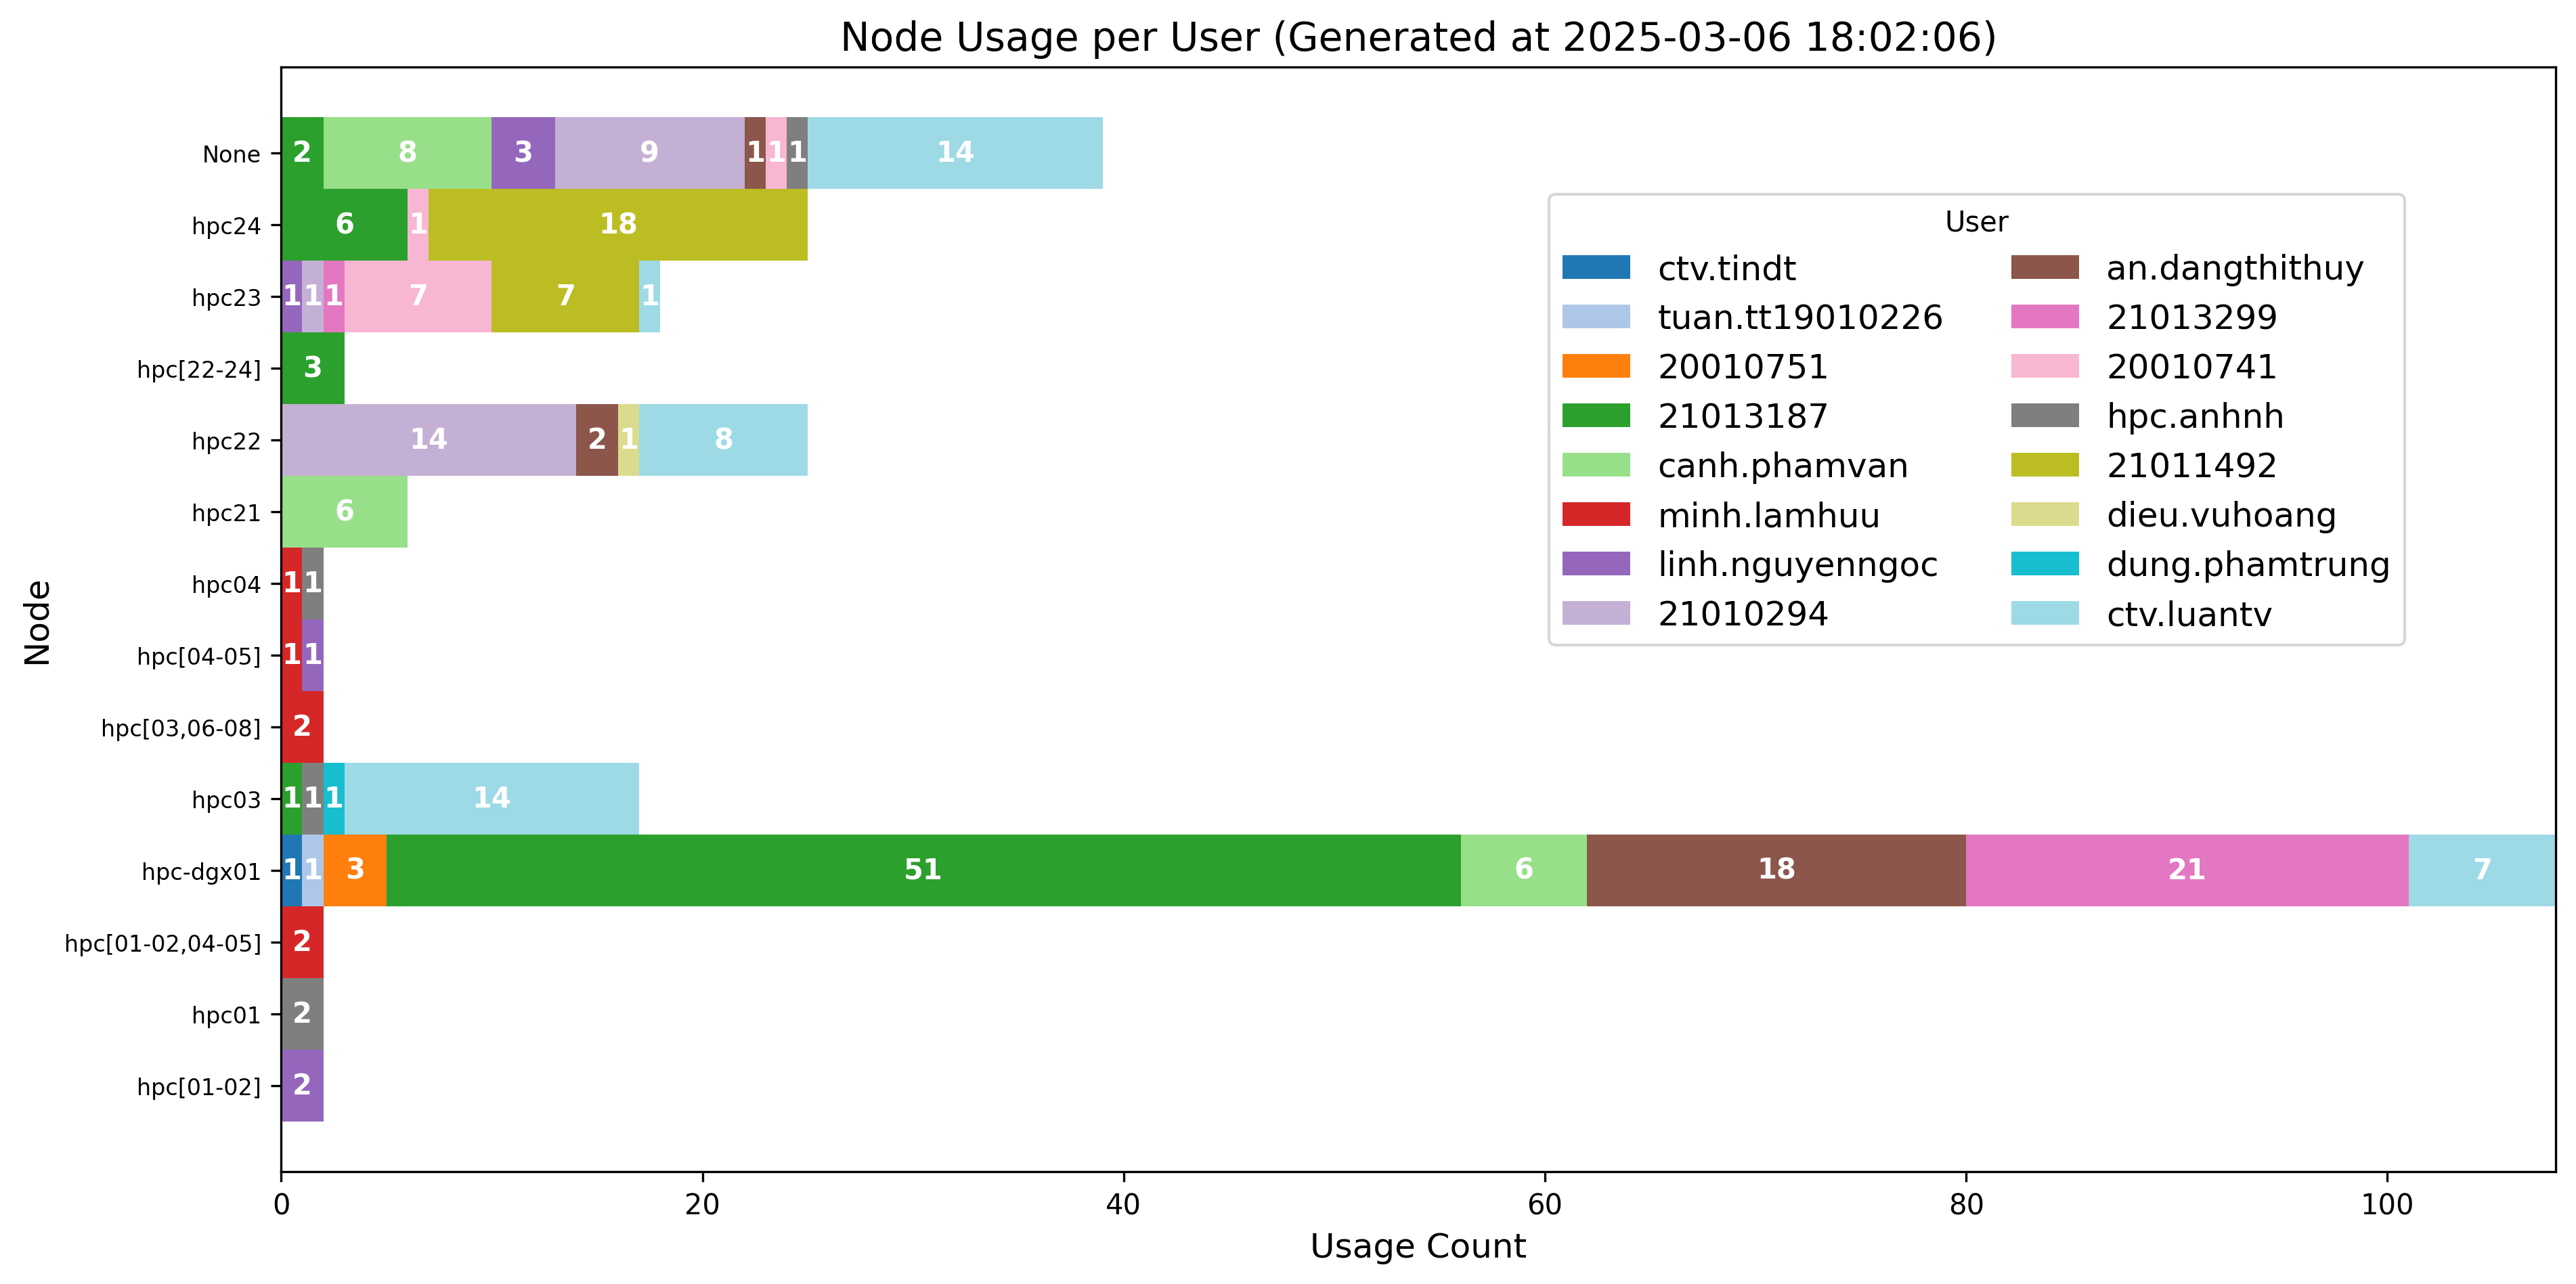 Node Usage per User (Generated at 2025-03-06 18:02:06)
None 2 8 3 9 1 1 1 14
hpc24 6 1 18
hpc23 1 1 1 7 7 1
hpc[22-24] 3
hpc22 14 2 1 8
hpc21 6
hpc04 1 1
hpc[04-05] 1 1
hpc[03,06-08] 2
hpc03 1 1 1 14
hpc-dgx01 1 1 3 51 6 18 21 7
hpc[01-02,04-05] 2
hpc01 2
hpc[01-02] 2
Node
0 20 40 60 80 100
Usage Count
User
ctv.tindt
tuan.tt19010226
20010751
21013187
canh.phamvan
minh.lamhuu
linh.nguyenngoc
21010294
an.dangthithuy
21013299
20010741
hpc.anhnh
21011492
dieu.vuhoang
dung.phamtrung
ctv.luantv